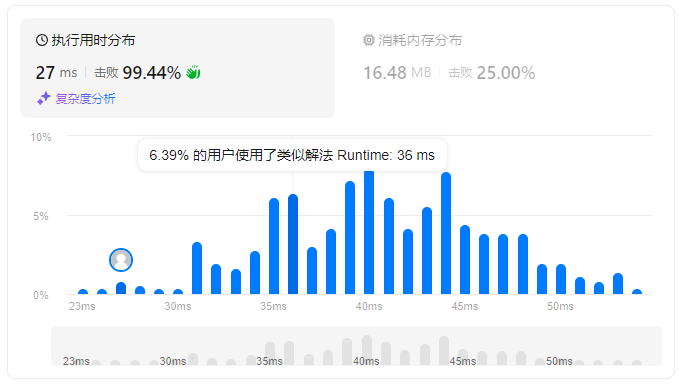 执行用时分布
27 ms 击败 99.44%
复杂度分析
消耗内存分布
16.48 MB 击败 25.00%
10%
6.39% 的用户使用了类似解法 Runtime: 36 ms
5%
0%
23ms 30ms 35ms 40ms 45ms 50ms
23ms 30ms 35ms 40ms 45ms 50ms